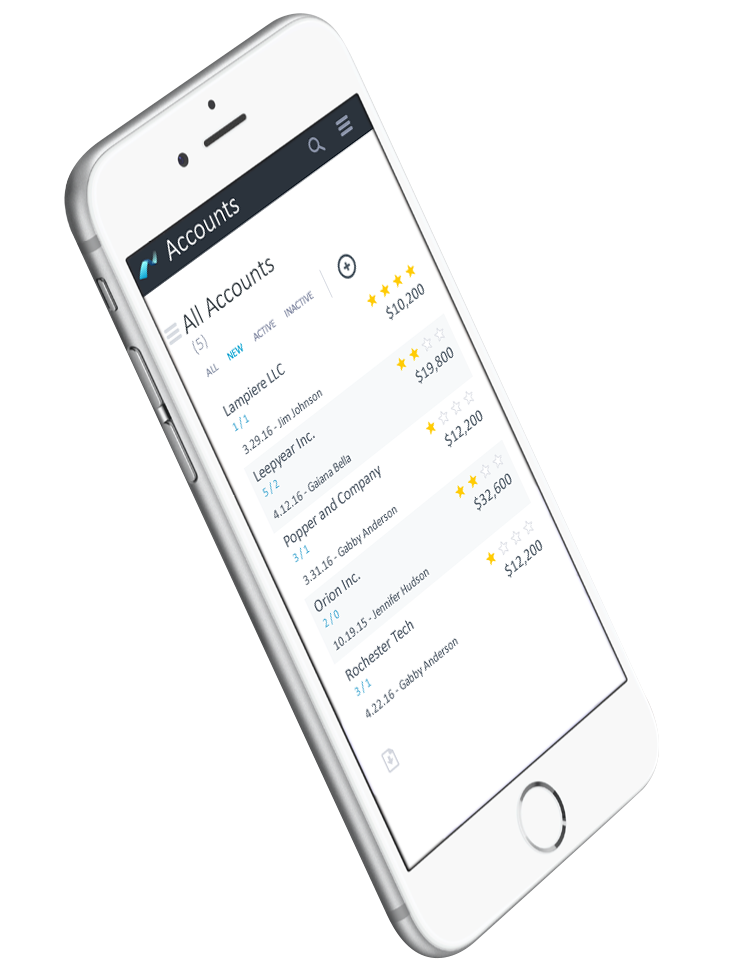 Accounts
All Accounts
(5)
ALL NEW ACTIVE INACTIVE
Lampiere LLC
1 / 1
3.29.16 - Jim Johnson
$10,200
Leepyear Inc.
5 / 2
4.12.16 - Gaiana Bella
$19,800
Popper and Company
3 / 1
3.31.16 - Gabby Anderson
$12,200
Orion Inc.
2 / 0
10.19.15 - Jennifer Hudson
$32,600
Rochester Tech
3 / 1
4.22.16 - Gabby Anderson
$12,200